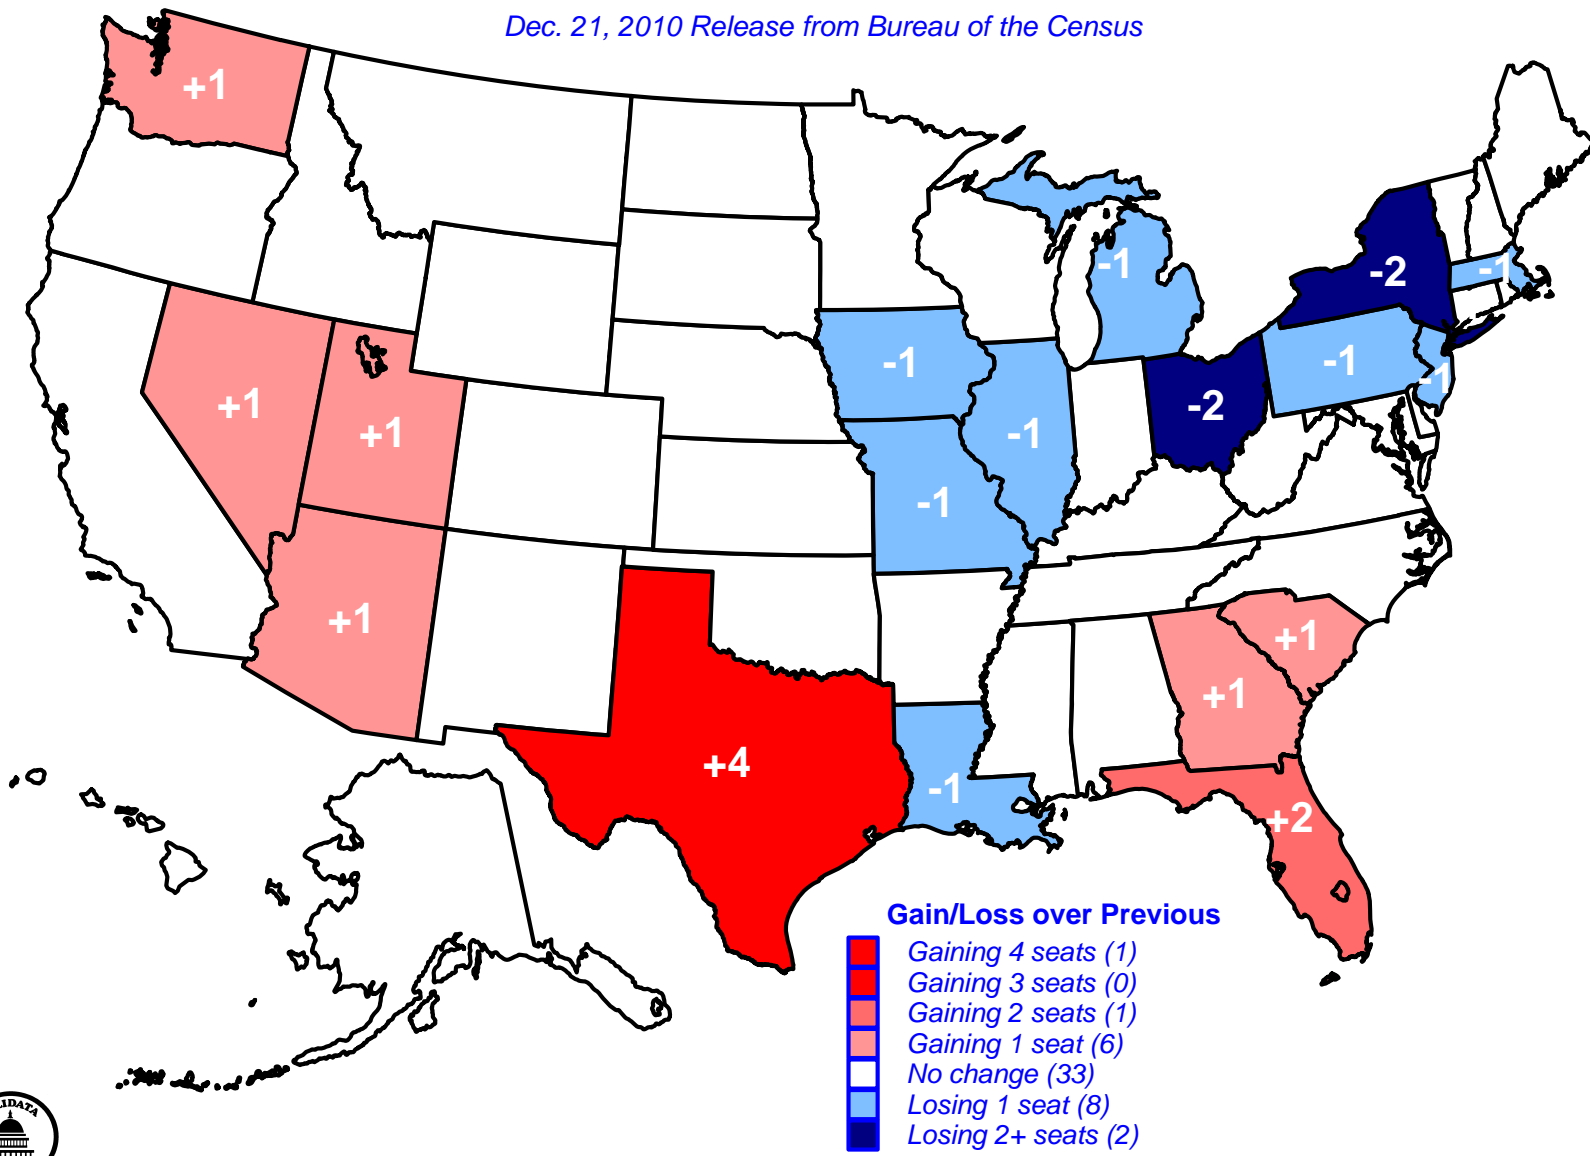 Dec. 21, 2010 Release from Bureau of the Census
+1
-2
-1
-1
-1
-1
-1
-1
+1
-2
+1
-1
-1
+1
+1
+1
+4
-1
+2
Gain/Loss over Previous
Gaining 4 seats (1)
Gaining 3 seats (0)
Gaining 2 seats (1)
Gaining 1 seat (6)
No change (33)
Losing 1 seat (8)
Losing 2+ seats (2)
LIDATA